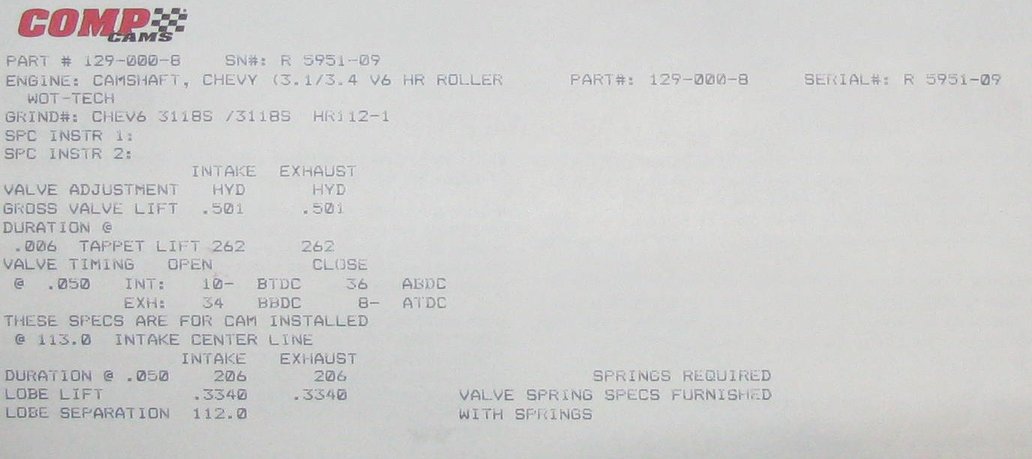 COMP
CAMS
PART # 129-000-8 SN#: R 5951-09
ENGINE: CAMSHAFT, CHEVY (3.1/3.4 V6 HR ROLLER PART#: 129-000-8 SERIAL#: R 5951-09
WOT-TECH
GRIND#: CHEV6 3118S /3118S HR112-1
SPC INSTR 1:
SPC INSTR 2:
INTAKE EXHAUST
VALVE ADJUSTMENT HYD HYD
GROSS VALVE LIFT .501 .501
DURATION @
.006 TAPPET LIFT 262 262
VALVE TIMING OPEN CLOSE
@ .050 INT: 10- BTDC 36 ABDC
EXH: 34 BBDC 8- ATDC
THESE SPECS ARE FOR CAM INSTALLED
@ 113.0 INTAKE CENTER LINE
INTAKE EXHAUST
DURATION @ .050 206 206 SPRINGS REQUIRED
LOBE LIFT .3340 .3340 VALVE SPRING SPECS FURNISHED
LOBE SEPARATION 112.0 WITH SPRINGS